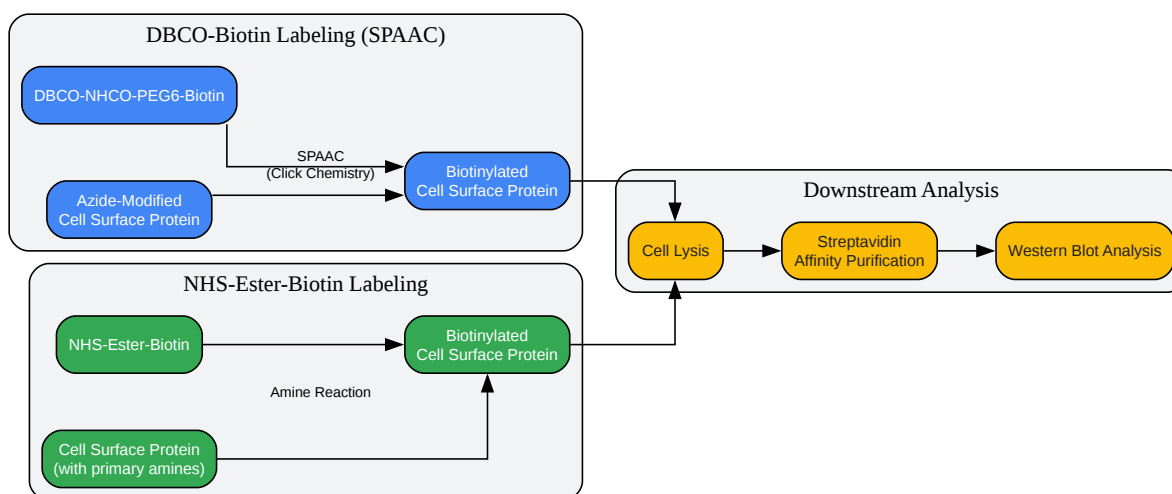 DBCO-Biotin Labeling (SPAAC)
DBCO-NHCO-PEG6-Biotin
SPAAC
(Click Chemistry)
Biotinylated
Cell Surface Protein
Azide-Modified
Cell Surface Protein
Downstream Analysis
Cell Lysis
Streptavidin
Affinity Purification
Western Blot Analysis
NHS-Ester-Biotin Labeling
NHS-Ester-Biotin
Biotinylated
Cell Surface Protein
Amine Reaction
Cell Surface Protein
(with primary amines)